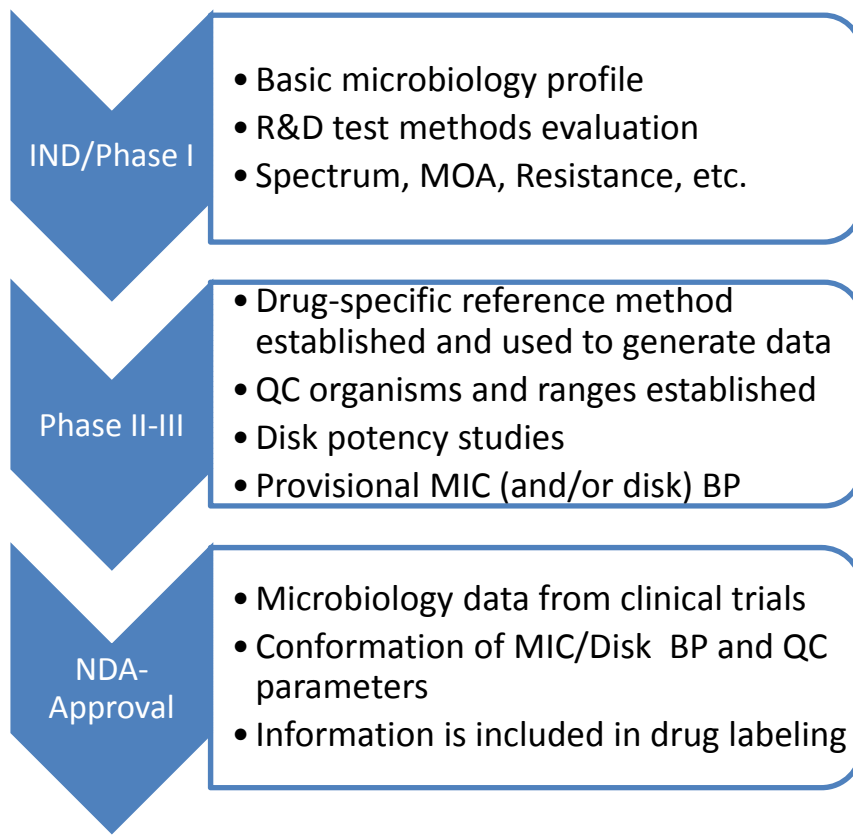 IND/Phase I
• Basic microbiology profile
• R&D test methods evaluation
• Spectrum, MOA, Resistance, etc.
Phase II-III
• Drug-specific reference method
established and used to generate data
• QC organisms and ranges established
• Disk potency studies
• Provisional MIC (and/or disk) BP
NDA-
Approval
• Microbiology data from clinical trials
• Conformation of MIC/Disk BP and QC
parameters
• Information is included in drug labeling